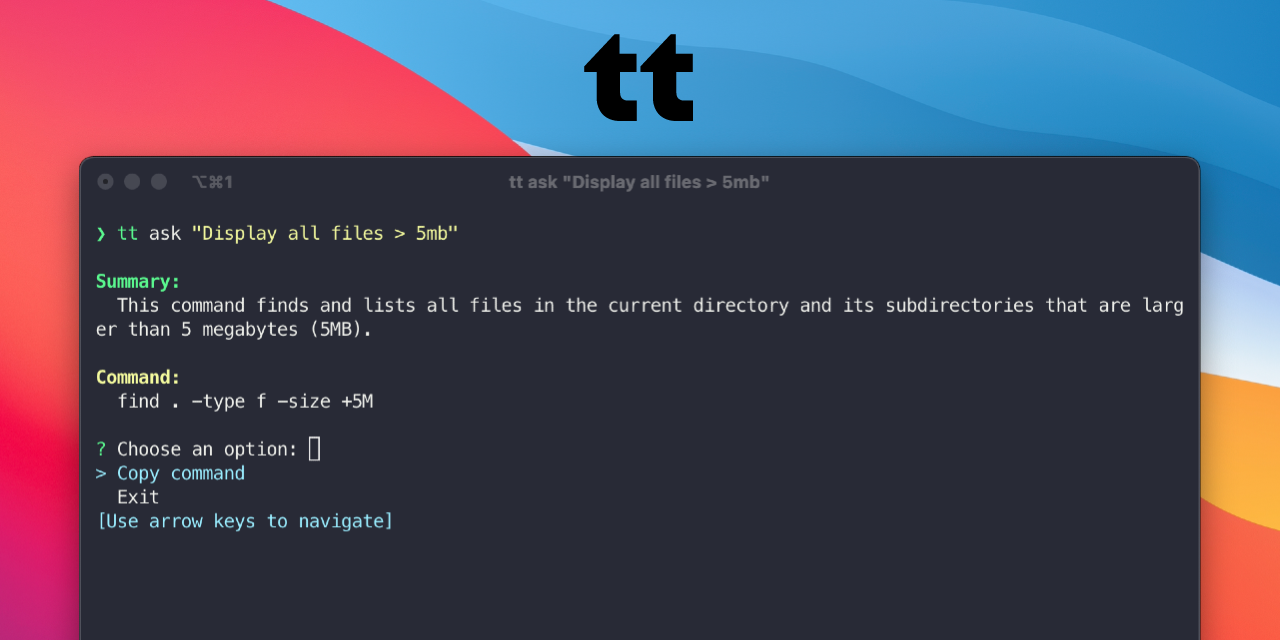 tt
⌥⌘1
tt ask "Display all files > 5mb"
❯ tt ask "Display all files > 5mb"
Summary:
This command finds and lists all files in the current directory and its subdirectories that are larg
er than 5 megabytes (5MB).
Command:
find . -type f -size +5M
? Choose an option:
> Copy command
Exit
[Use arrow keys to navigate]